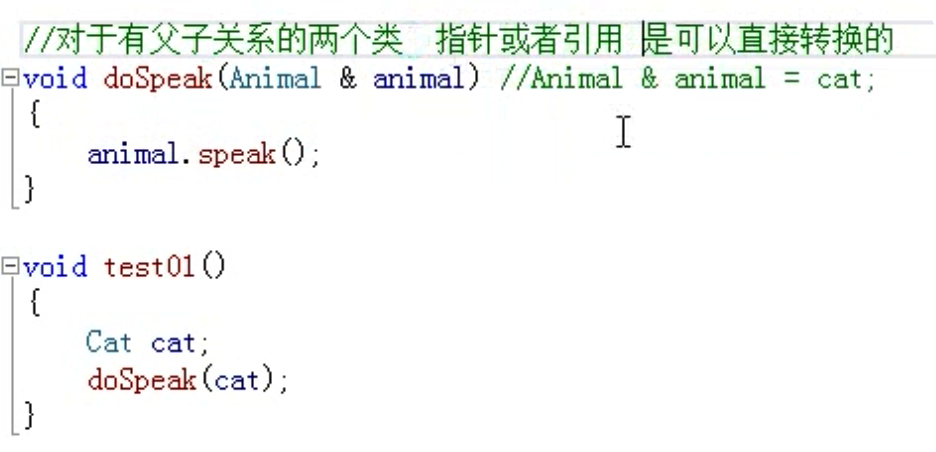 //对于有父子关系的两个类  指针或者引用 是可以直接转换的
void doSpeak(Animal & animal) //Animal & animal = cat;
{
    animal.speak();
}
void test01()
{
    Cat cat;
    doSpeak(cat);
}